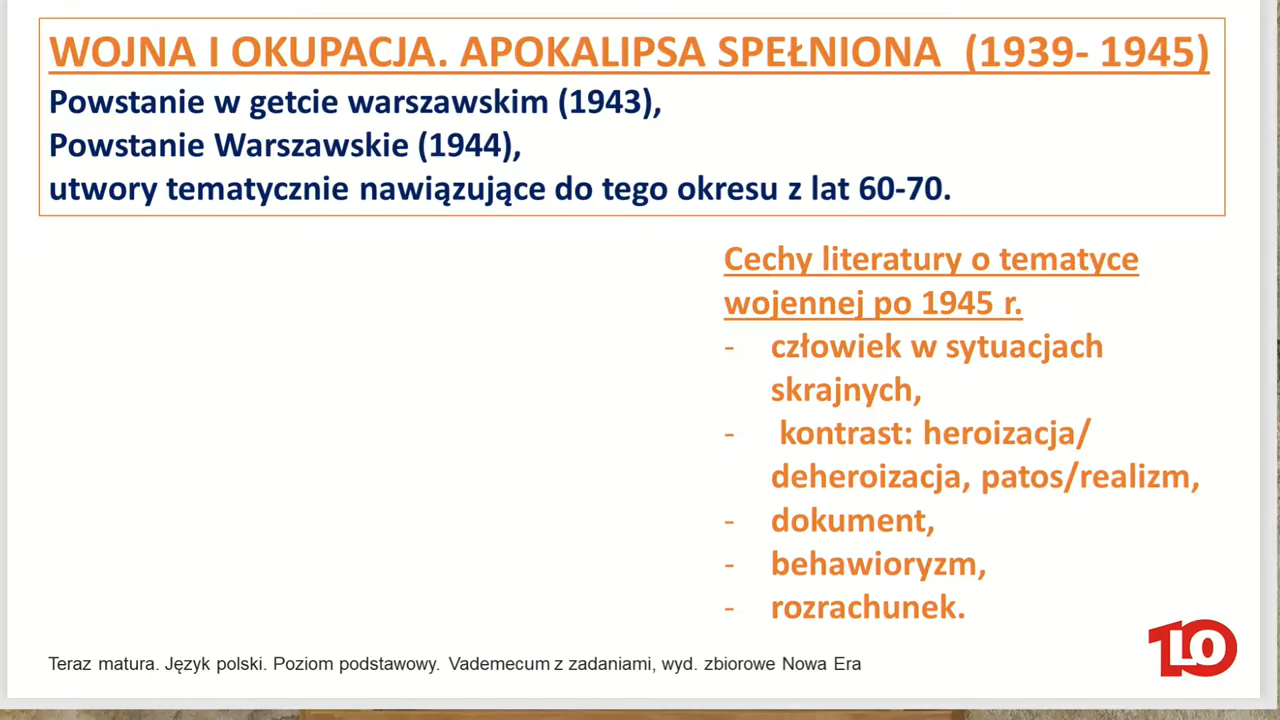 WOJNA I OKUPACJA. APOKALIPSA SPEŁNIONA (1939- 1945)
Powstanie w getcie warszawskim (1943),
Powstanie Warszawskie (1944),
utwory tematycznie nawiązujące do tego okresu z lat 60-70.
Cechy literatury o tematyce
wojennej po 1945 r.
- człowiek w sytuacjach
skrajnych,
- kontrast: heroizacja/
deheroizacja, patos/realizm,
- dokument,
- behawioryzm,
- rozrachunek.
Teraz matura. Język polski. Poziom podstawowy. Vademecum z zadaniami, wyd. zbiorowe Nowa Era
1LO